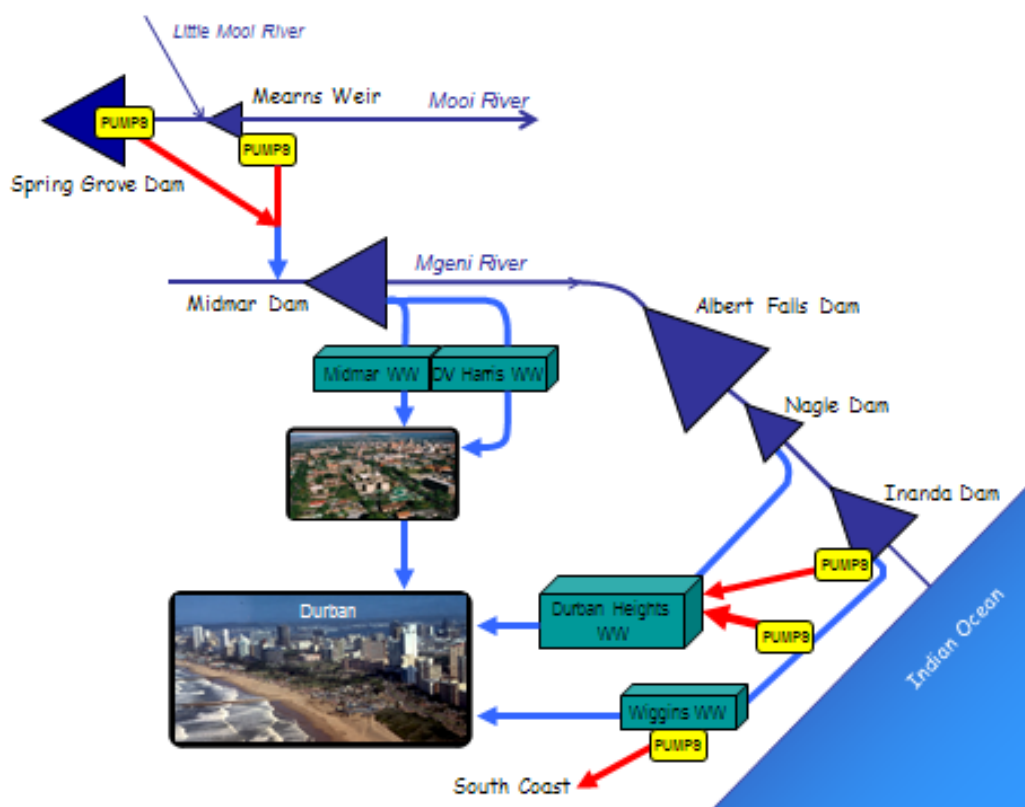 Little Mooi River
Mearns Weir
Mooi River
PUMPS
PUMPS
Spring Grove Dam
Mgeni River
Midmar Dam
Albert Falls Dam
Midmar WW
DV Harris WW
Nagle Dam
Inanda Dam
PUMPS
Durban
Durban Heights
WW
PUMPS
Indian Ocean
Wiggins WW
PUMPS
South Coast